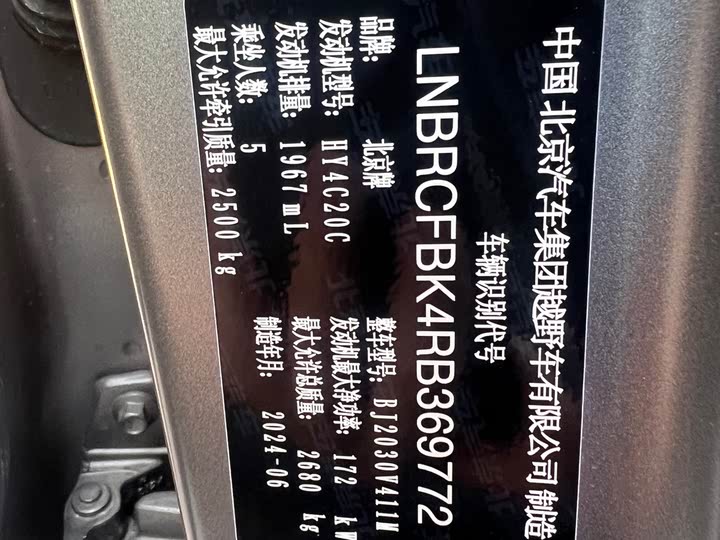 中国 北京汽车集团越野车有限公司 制造
车辆识别代号
LNBRCFBK4RB369772
品牌: 北京牌 整车型号: BJ2030V411M
发动机型号: HY4C20C 发动机最大净功率: 172 kW
发动机排量: 1967 mL 最大允许总质量: 2680 kg
乘坐人数: 5 制造年月: 2024-06
最大允许牵引质量: 2500 kg